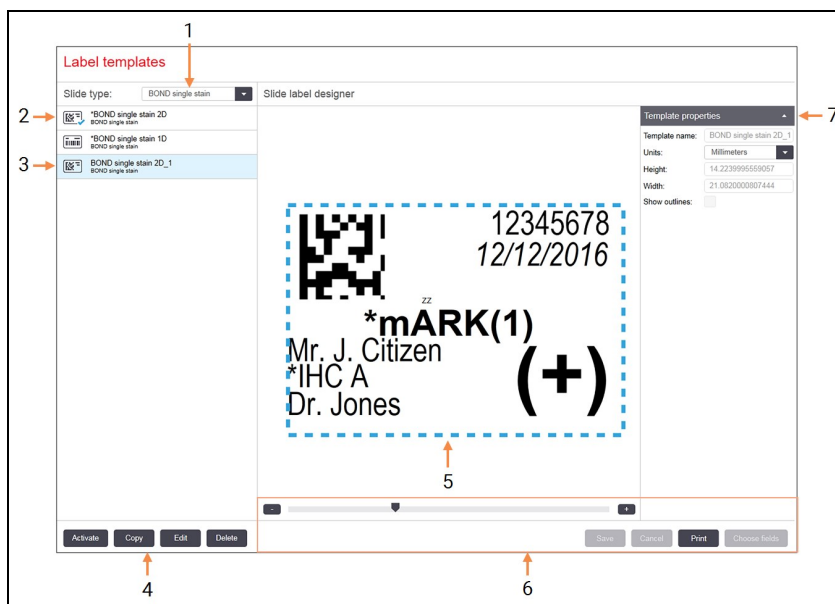 1
Label templates
Slide type: BOND single stain
Slide label designer
2
*BOND single stain 2D
BOND single stain
*BOND single stain 1D
BOND single stain
3
BOND single stain 2D_1
BOND single stain
Template properties
7
Template name: BOND single stain 2D_1
Units: Millimeters
Height: 14.2239995559057
Width: 21.0820000807444
Show outlines:
12345678
12/12/2016
zz
*mARK(1)
Mr. J. Citizen
*IHC A
(+)
Dr. Jones
5
- +
Activate Copy Edit Delete
Save Cancel Print Choose fields
4
6